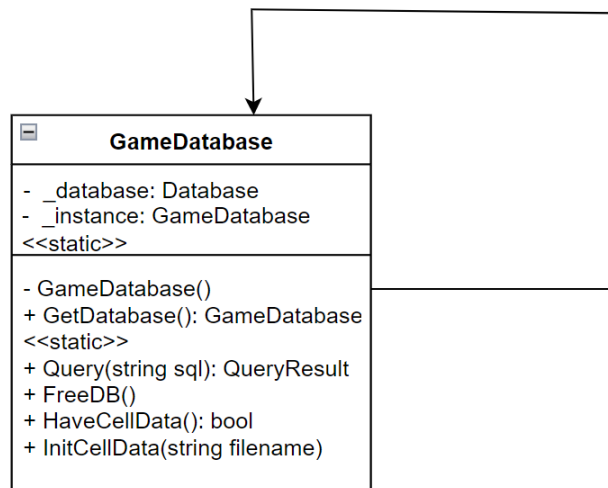 GameDatabase
- _database: Database
- _instance: GameDatabase
<<static>>
- GameDatabase()
+ GetDatabase(): GameDatabase
<<static>>
+ Query(string sql): QueryResult
+ FreeDB()
+ HaveCellData(): bool
+ InitCellData(string filename)